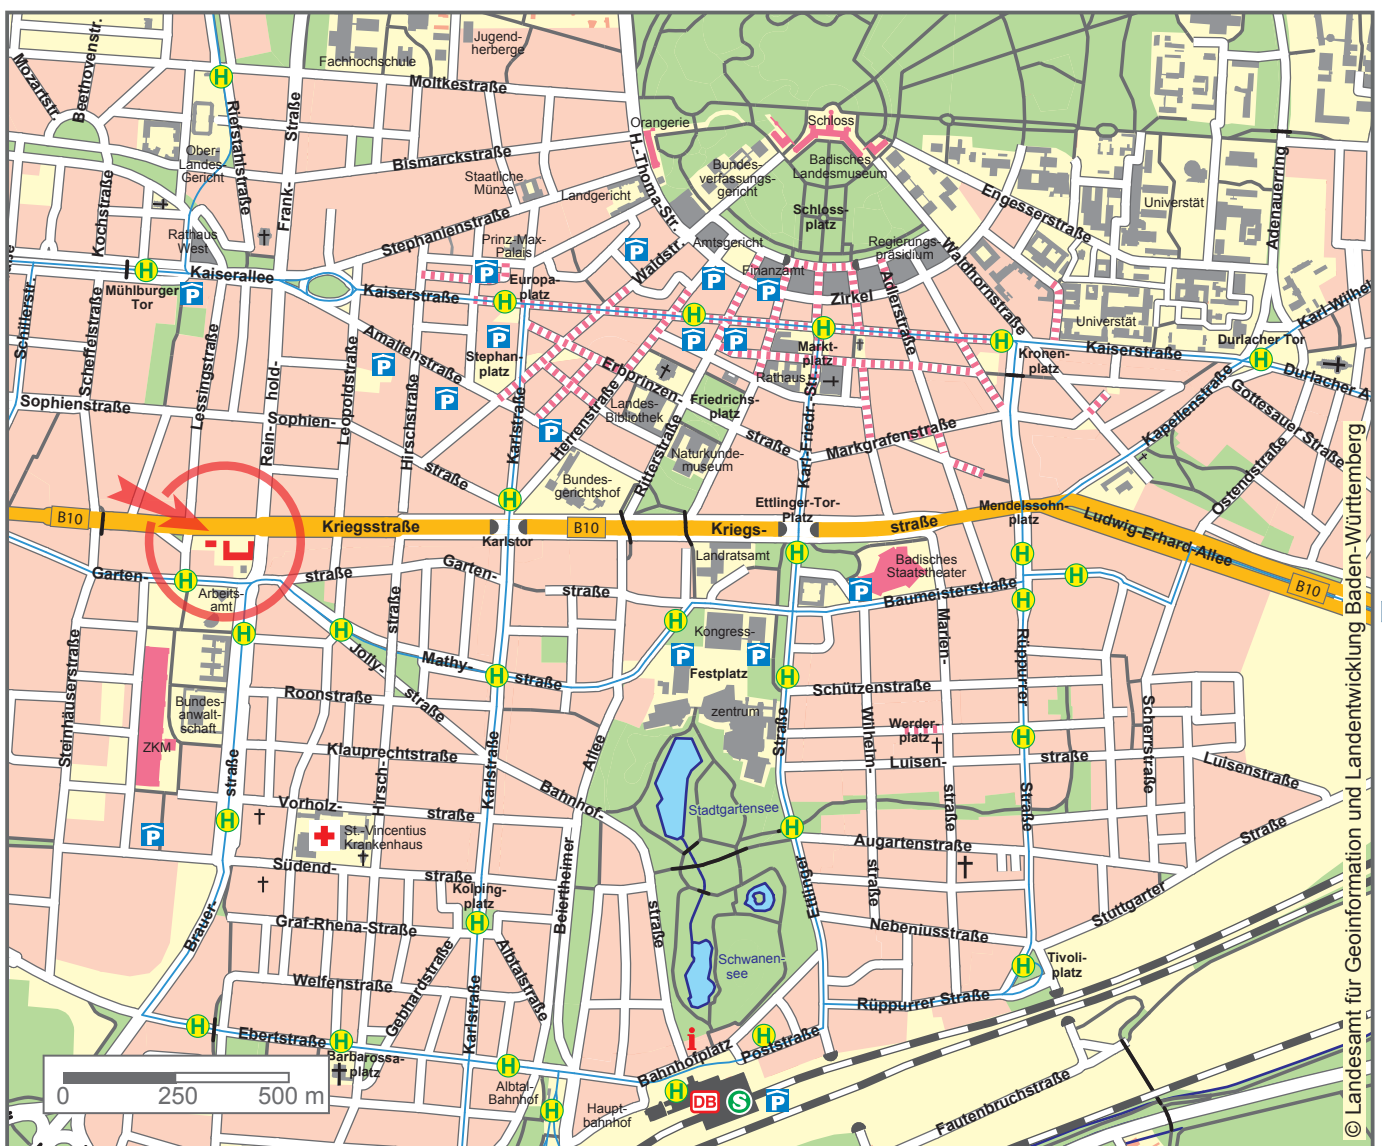 Jugend-
herberge
Fachhochschule
Mozartstr.
Beethovenstr.
Riefstahlstraße
Straße
Moltkestraße
Orangerie
Schloss
Ober-
Landes-
Gericht
Bismarckstraße
H.-Thoma-Str.
Bundes-
verfassungs-
gericht
Badisches
Landesmuseum
Staatliche
Münze
Landgericht
Kochstraße
Frank-
Engesserstraße
Universtät
Adenauerring
Schloss-
platz
Rathaus
West
Stephanienstraße
Prinz-Max-
Palais
Waldstr.
Amtsgericht
Regierungs-
präsidium
Waldhornstraße
Finanzamt
Kaiserallee
Mühlburger
Tor
Kaiserstraße
Europa-
platz
Zirkel
Adlerstraße
Universtät
Karl-Wilhe
Schillerstr.
Scheffelstraße
Lessingstraße
Leopoldstraße
Amalienstraße
Stephan-
platz
Erbprinzen-
Markt-
platz
Rathaus
Kronen-
platz
Kaiserstraße
Durlacher Tor
Durlacher A
Sophienstraße
Rein-
hold-
Sophien-
straße
Hirschstraße
Karlstraße
Herrenstraße
Landes-
Bibliothek
Friedrichs-
platz
straße
Karl-Friedr.-Str.
Markgrafenstraße
Kapellenstraße
Gottesauer Straße
Ostendstraße
Ritterstraße
Naturkunde-
museum
Bundes-
gerichtshof
Ettlinger-Tor-
Platz
Mendelssohn-
platz
B10
Kriegsstraße
Karlstor
B10
Kriegs-
straße
Ludwig-Erhard-Allee
B10
Garten-
straße
Arbeits-
amt
Garten-
straße
Landratsamt
Badisches
Staatstheater
Baumeisterstraße
straße
Kongress-
Festplatz
zentrum
Marien-
Rüppurrer
Steinhäuserstraße
Jolly-
straße
Mathy-
straße
Roonstraße
Bundes-
anwalt-
schaft
ZKM
Schützenstraße
Wilhelm-
Werder-
platz
Luisen-
straße
Scherrstraße
Luisenstraße
Straße
straße
Klauprechtstraße
Hirsch-
Karlstraße
Allee
Bahnhof-
Vorholz-
straße
Stadtgartensee
St.-Vincentius
Krankenhaus
Augartenstraße
straße
straße
Straße
Straße
Südend-
straße
Kolping-
platz
Beiertheimer
straße
Ettlinger
Brauer-
Graf-Rhena-Straße
Gebhardstraße
Albtalstraße
Nebeniusstraße
Stuttgarter
Schwanen-
see
Tivoli-
platz
Welfenstraße
Karlstraße
Rüppurrer Straße
Ebertstraße
Barbarossa-
platz
i
Bahnhofplatz
Poststraße
Albtal-
Bahnhof
Haupt-
bahnhof
DB
S
Fautenbruchstraße
0 250 500 m
© Landesamt für Geoinformation und Landentwicklung Baden-Württemberg